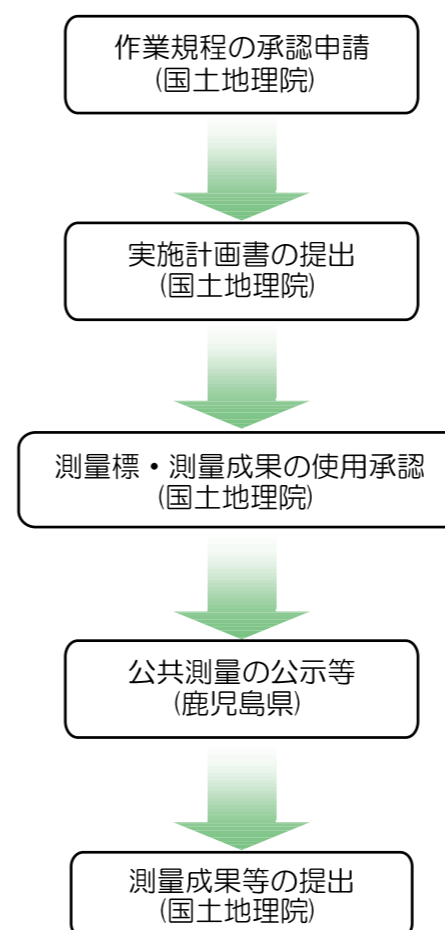 作業規程の承認申請
(国土地理院)
実施計画書の提出
(国土地理院)
測量標・測量成果の使用承認
(国土地理院)
公共測量の公示等
(鹿児島県)
測量成果等の提出
(国土地理院)